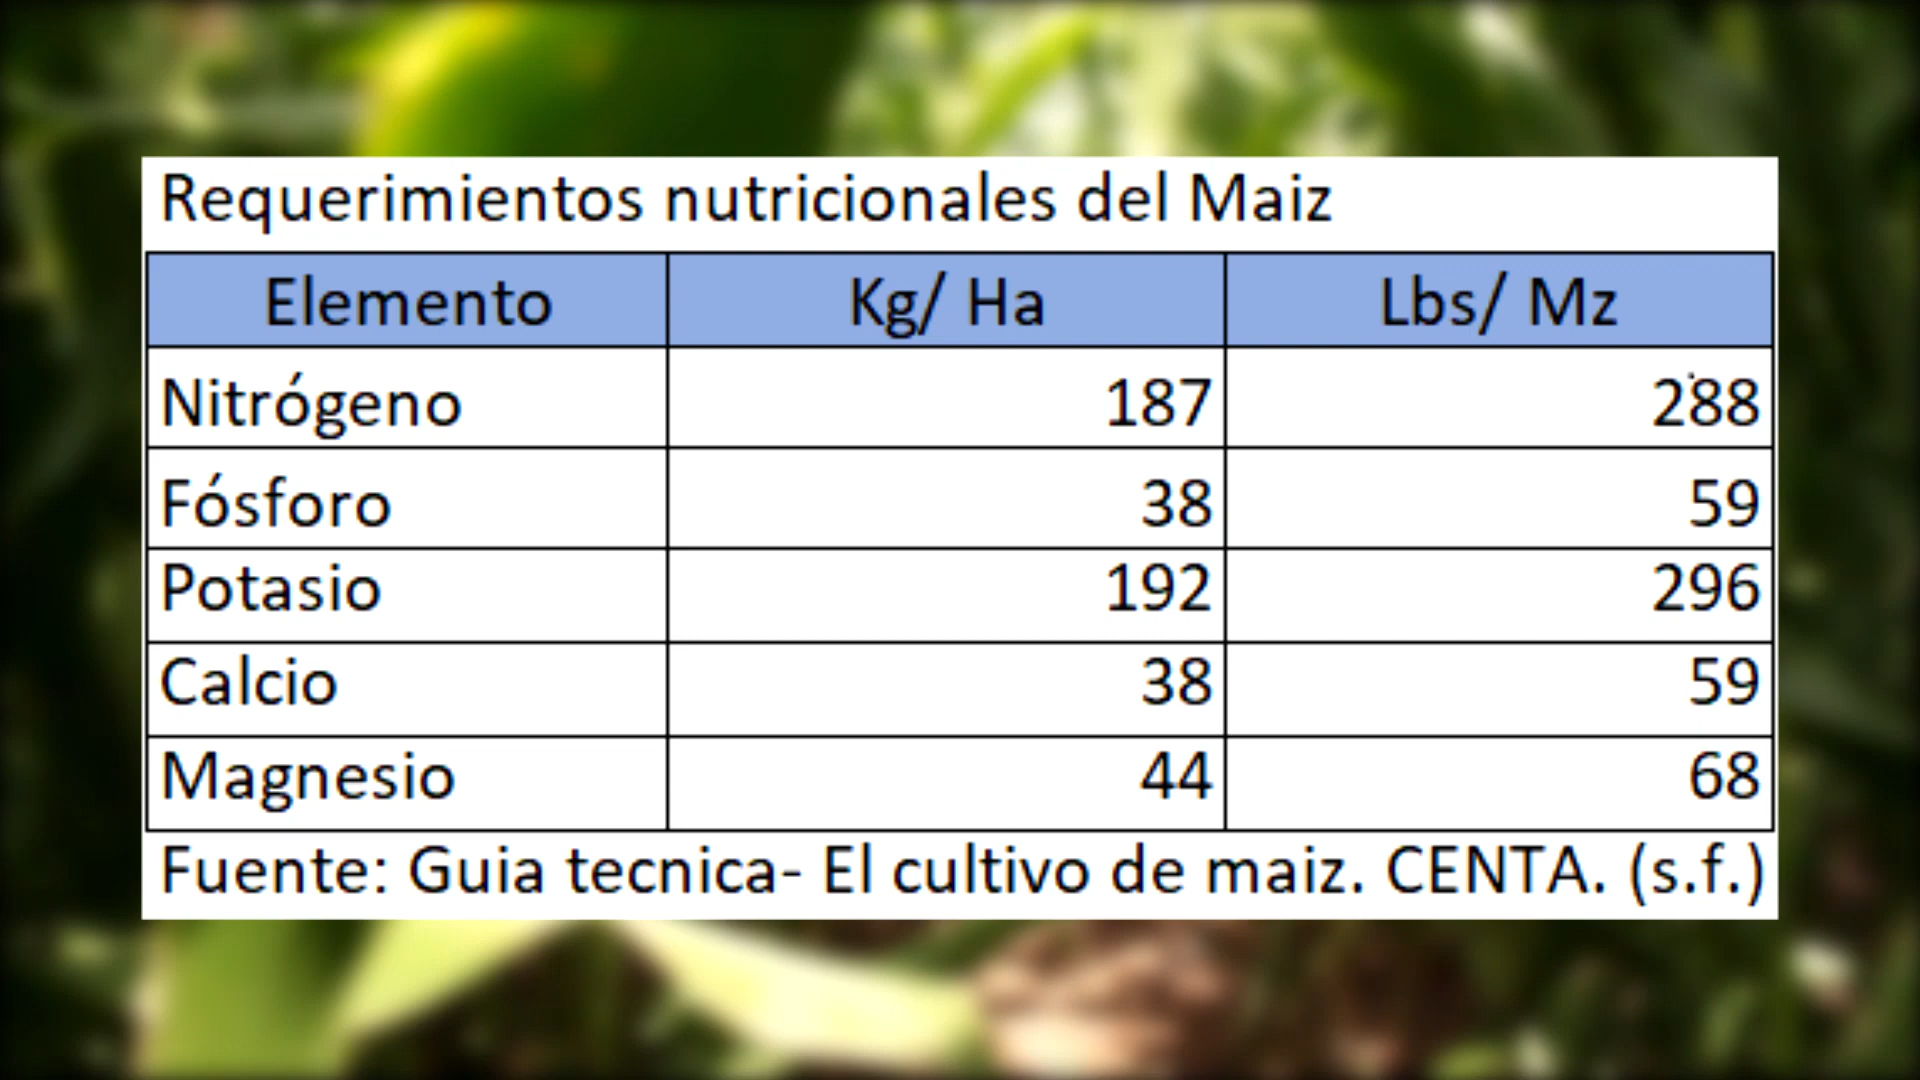 Requerimientos nutricionales del Maiz
Elemento Kg/ Ha Lbs/ Mz
Nitrógeno 187 288
Fósforo 38 59
Potasio 192 296
Calcio 38 59
Magnesio 44 68
Fuente: Guia tecnica- El cultivo de maiz. CENTA. (s.f.)